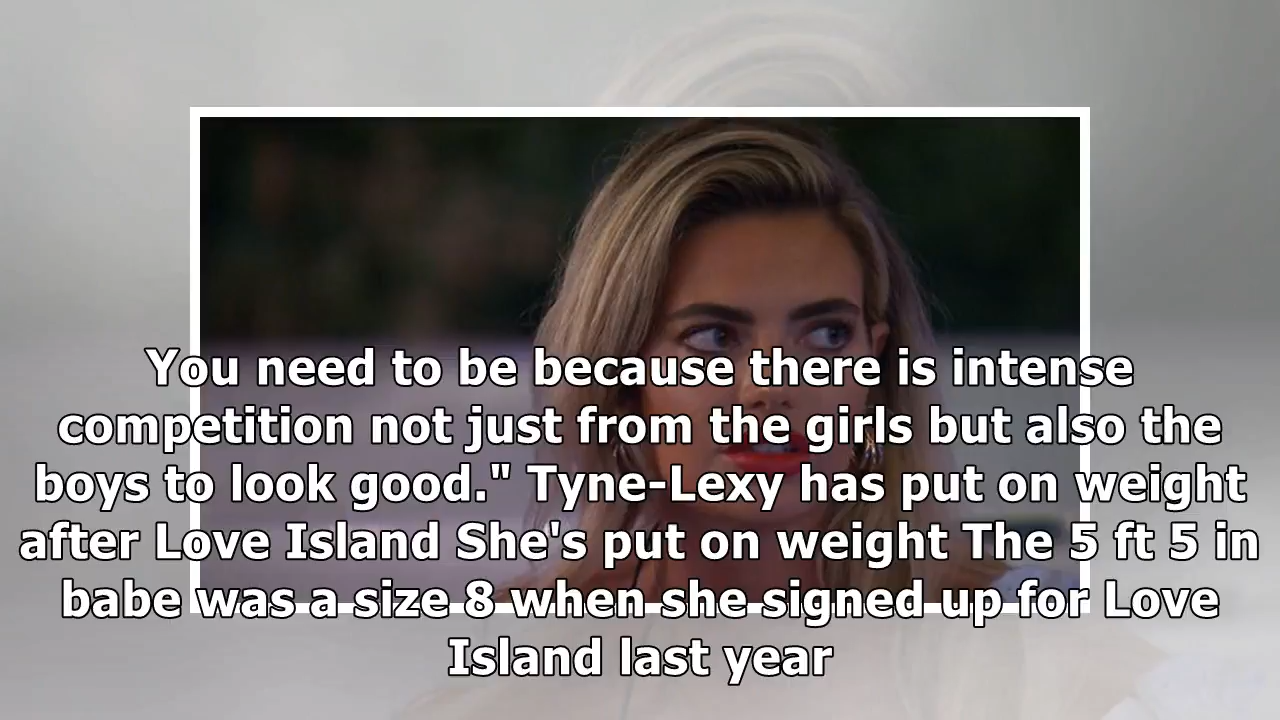 You need to be because there is intense
competition not just from the girls but also the
boys to look good." Tyne-Lexy has put on weight
after Love Island She's put on weight The 5 ft 5 in
babe was a size 8 when she signed up for Love
Island last year